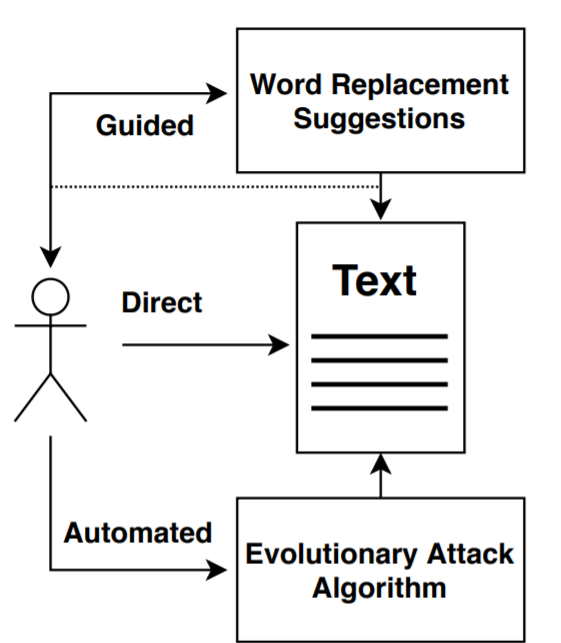 Word Replacement
Suggestions
Guided
Text
Direct
Automated
Evolutionary Attack
Algorithm